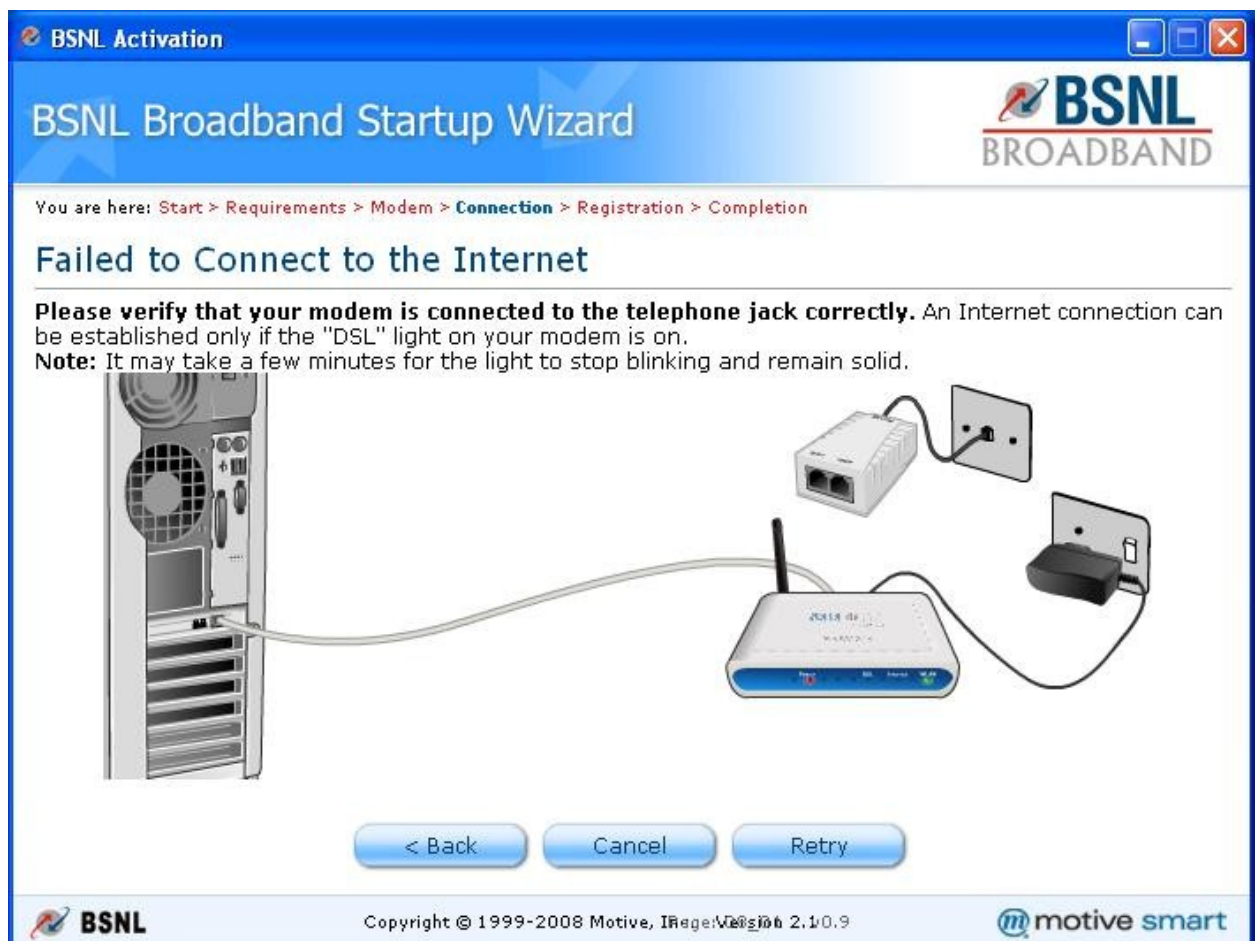 BSNL Activation
BSNL Broadband Startup Wizard
BSNL
BROADBAND
You are here: Start > Requirements > Modem > Connection > Registration > Completion
Failed to Connect to the Internet
Please verify that your modem is connected to the telephone jack correctly. An Internet connection can
be established only if the "DSL" light on your modem is on.
Note: It may take a few minutes for the light to stop blinking and remain solid.
Power DSL Internet WLAN
< Back Cancel Retry
BSNL
Copyright © 1999-2008 Motive,
m motive smart